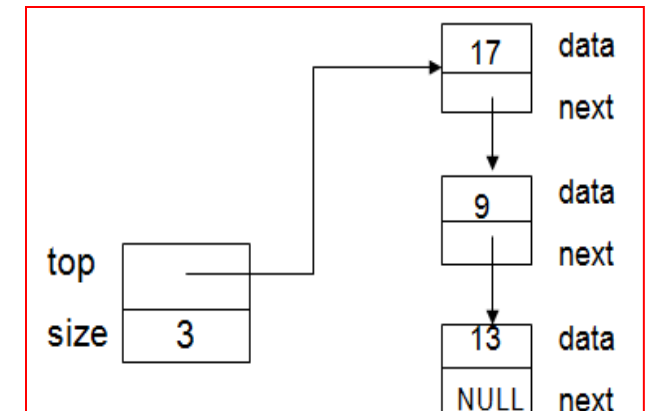 17 data
next
9 data
next
top
size 3
13 data
NULL next